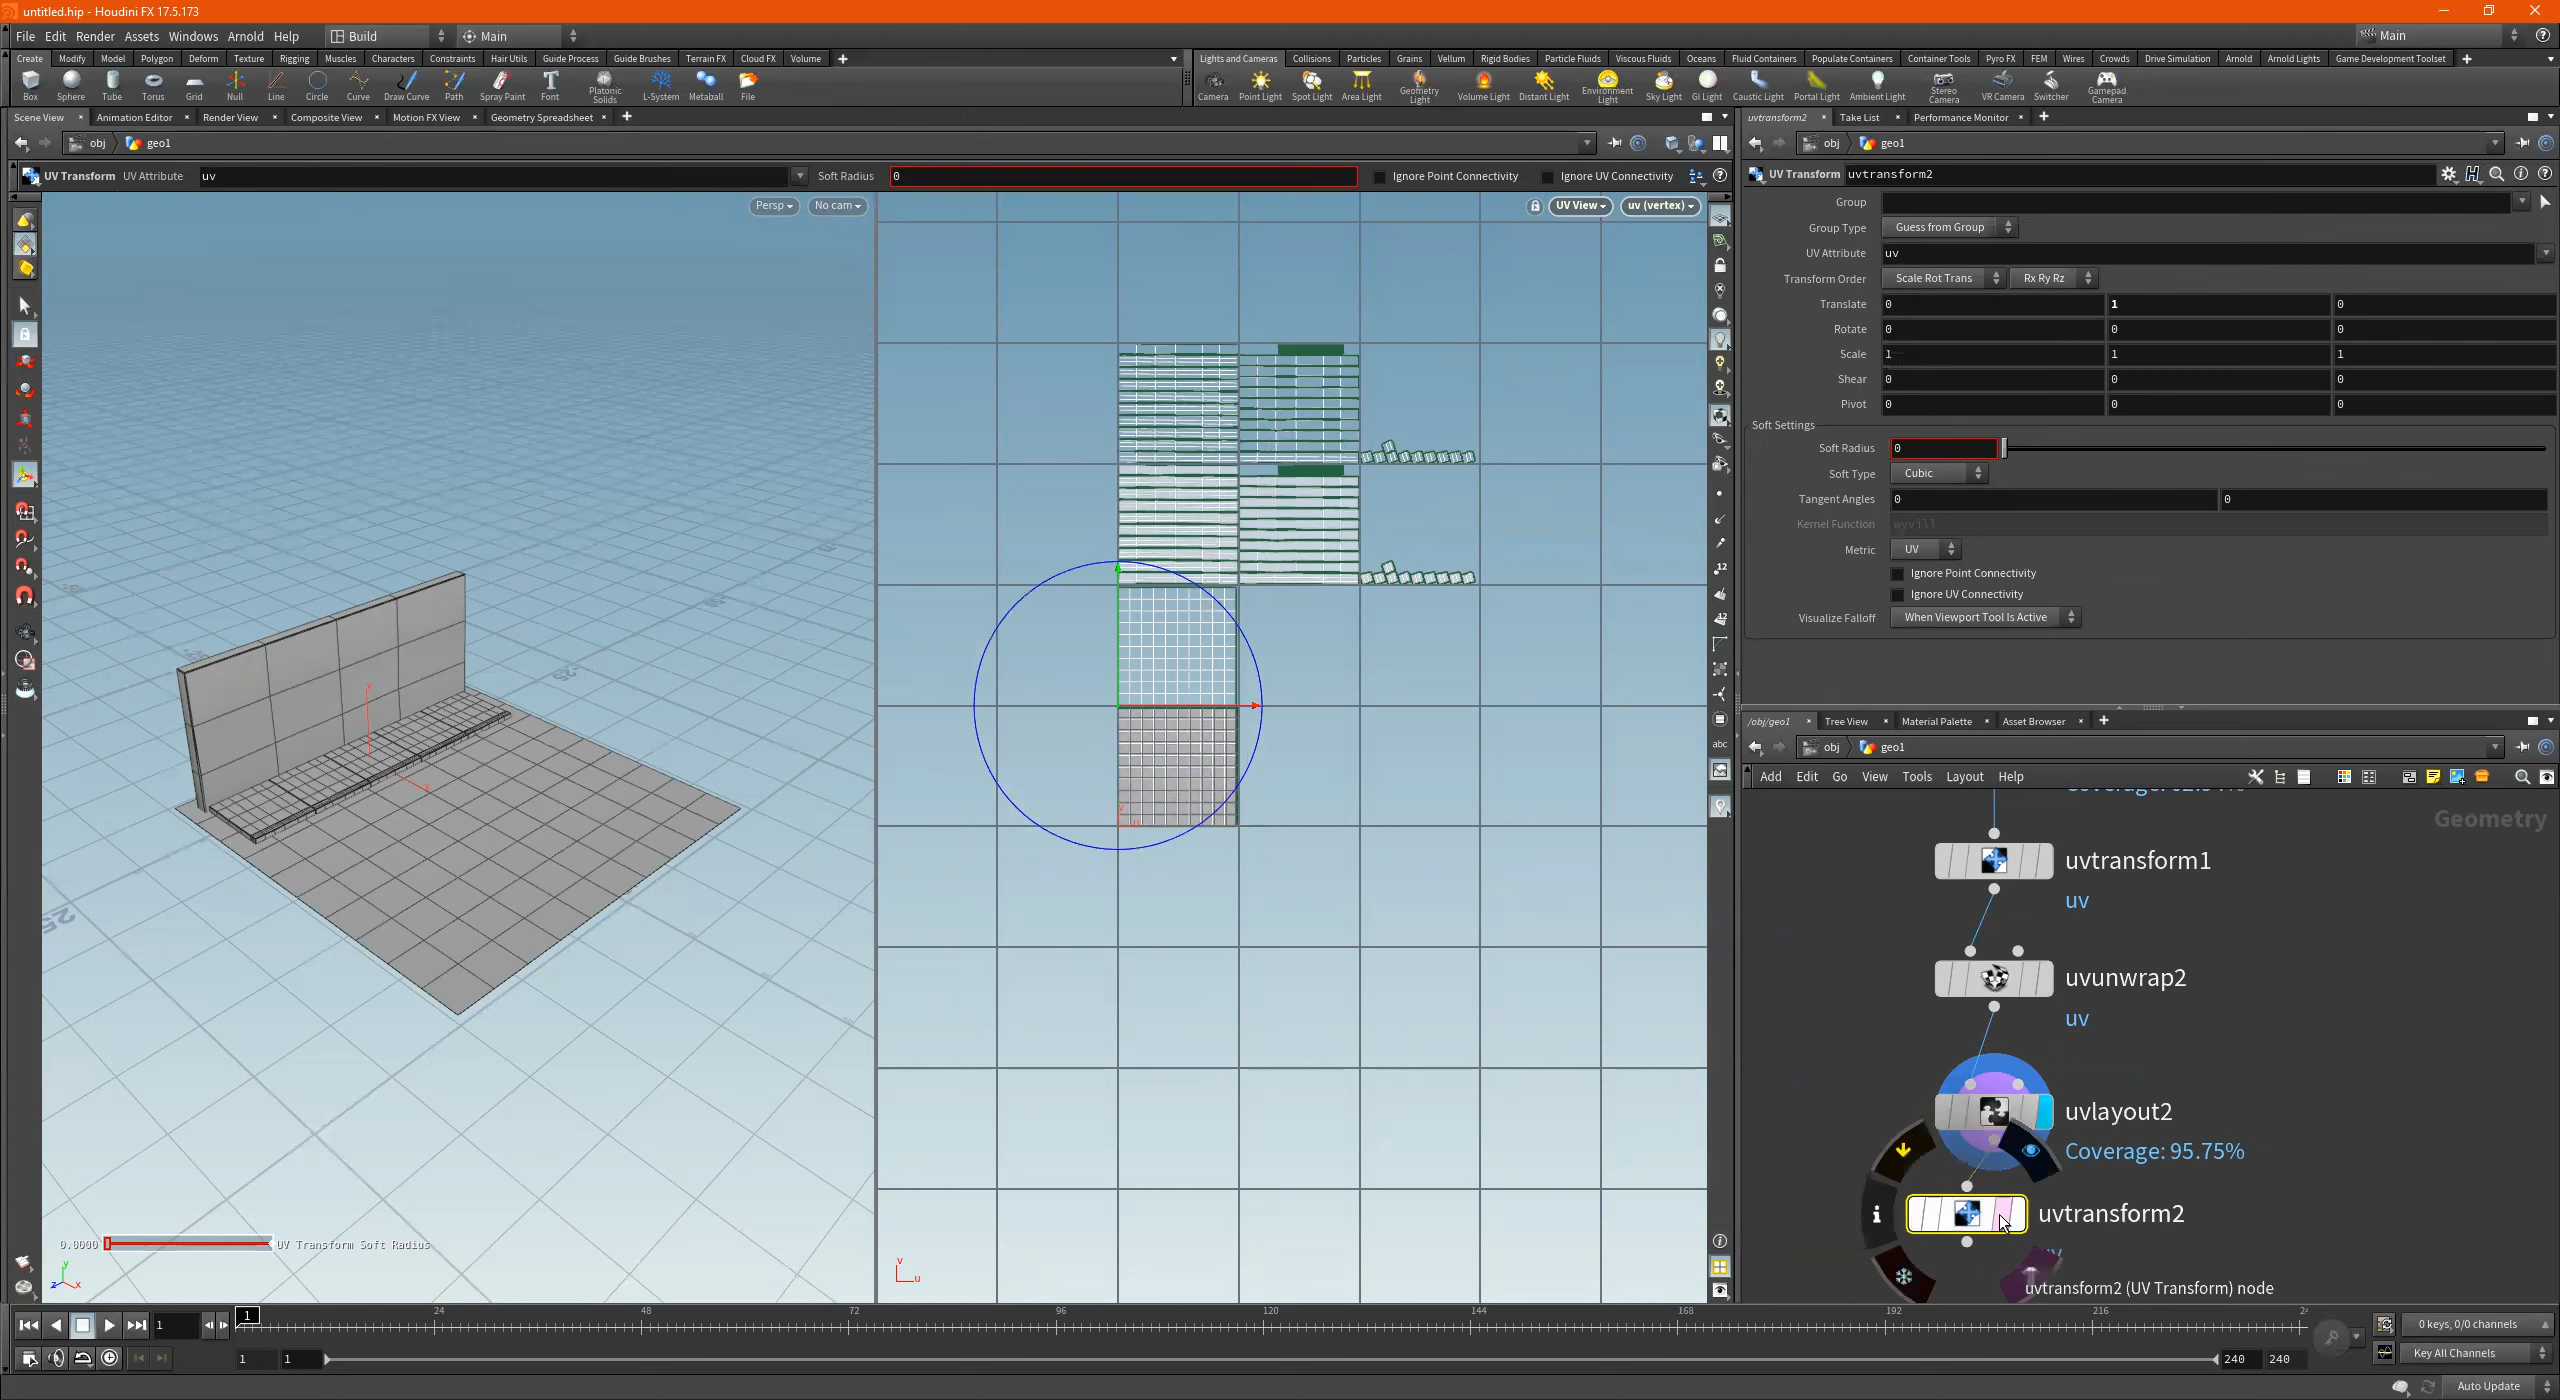 untitled.hip - Houdini FX 17.5.173
File Edit Render Assets Windows Arnold Help Build Main Main
Create Modify Model Polygon Deform Texture Rigging Muscles Characters Constraints Hair Utils Guide Process Guide Brushes Terrain FX Cloud FX Volume
Lights and Cameras Collisions Particles Grains Vellum Rigid Bodies Particle Fluids Viscous Fluids Oceans Fluid Containers Populate Containers Container Tools Pyro FX FEM Wires Crowds Drive Simulation Arnold Arnold Lights Game Development Toolset
Box Sphere Tube Torus Grid Null Line Circle Curve Draw Curve Path Spray Paint Font Platonic Solids L-System Metaball File
Camera Point Light Spot Light Area Light Geometry Light Volume Light Distant Light Environment Light Sky Light GI Light Caustic Light Portal Light Ambient Light Stereo Camera VR Camera Switcher Gamepad Camera
Scene View Animation Editor Render View Composite View Motion FX View Geometry Spreadsheet
obj geo1
UV Transform UV Attribute uv Soft Radius 0 Ignore Point Connectivity Ignore UV Connectivity
Persp No cam
UV View uv (vertex)
uvtransform2 Take List Performance Monitor
obj geo1
UV Transform uvtransform2
Group
Group Type Guess from Group
UV Attribute uv
Transform Order Scale Rot Trans Rx Ry Rz
Translate 0 1 0
Rotate 0 0 0
Scale 1 1 1
Shear 0 0 0
Pivot 0 0 0
Soft Settings
Soft Radius 0
Soft Type Cubic
Tangent Angles 0 0
Kernel Function wyvill
Metric UV
Ignore Point Connectivity
Ignore UV Connectivity
Visualize Falloff When Viewport Tool Is Active
/obj/geo1 Tree View Material Palette Asset Browser
obj geo1
Add Edit Go View Tools Layout Help
Geometry
uvtransform1
uv
uvunwrap2
uv
uvlayout2
Coverage: 95.75%
uvtransform2
uvtransform2 (UV Transform) node
25
12
12
abc
0.0000 UV Transform Soft Radius
y
z x
v
u
1 1 24 48 72 96 120 144 168 192 216
1 1 240 240
0 keys, 0/0 channels
Key All Channels
Auto Update